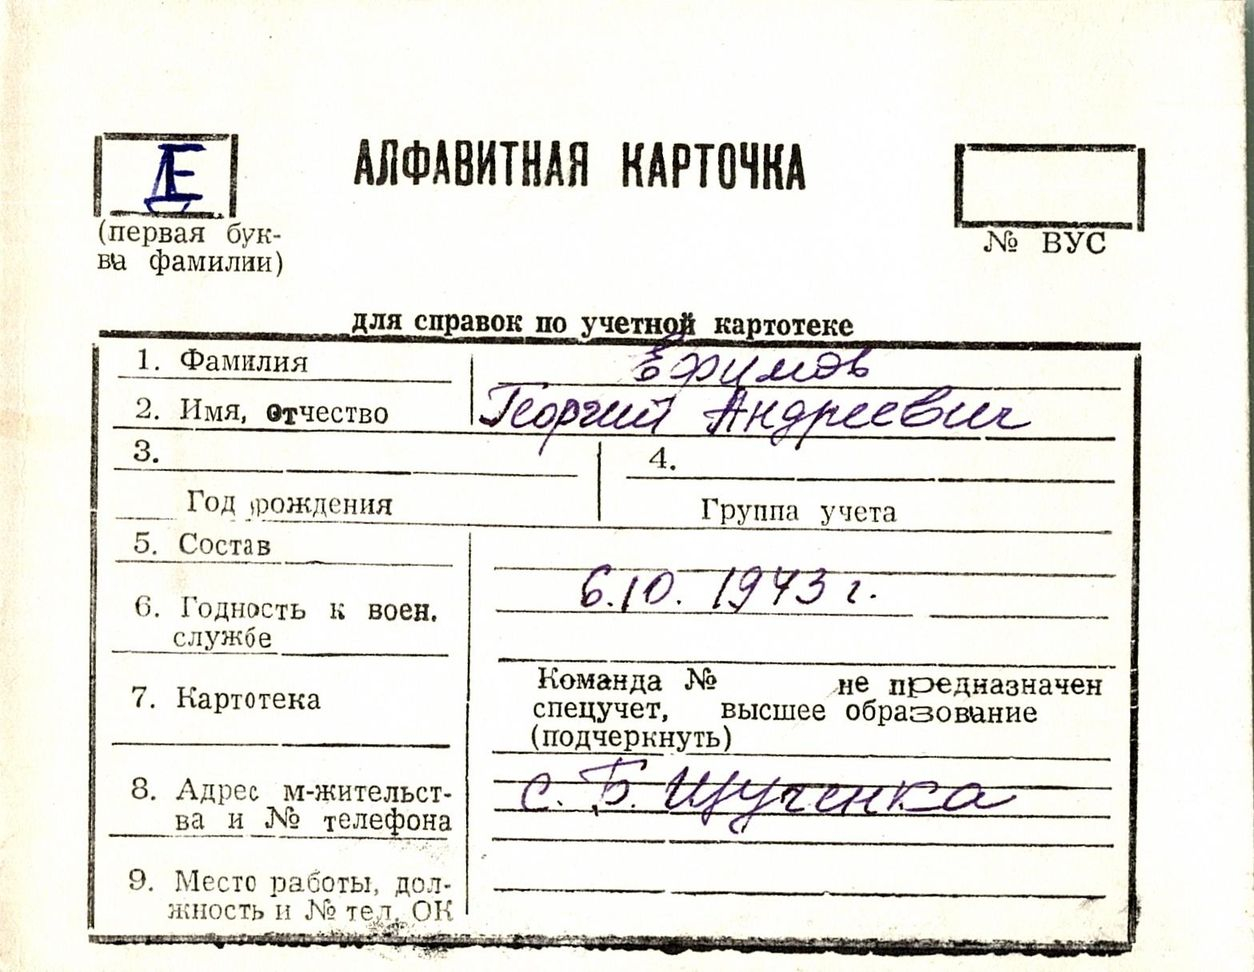 Е
АЛФАВИТНАЯ КАРТОЧКА
(первая бук-
ва фамилии)
№ ВУС
для справок по учетной картотеке
1. Фамилия Ефимов
2. Имя, отчество Георгий Андреевич
3. 4.
Год рождения Группа учета
5. Состав
6.10.1943 г.
6. Годность к воен.
службе
7. Картотека
Команда № не предназначен
спецучет, высшее образование
(подчеркнуть)
8. Адрес м-жительст-
ва и № телефона
с. Б. Щученка
9. Место работы, дол-
жность и № тел. ОК